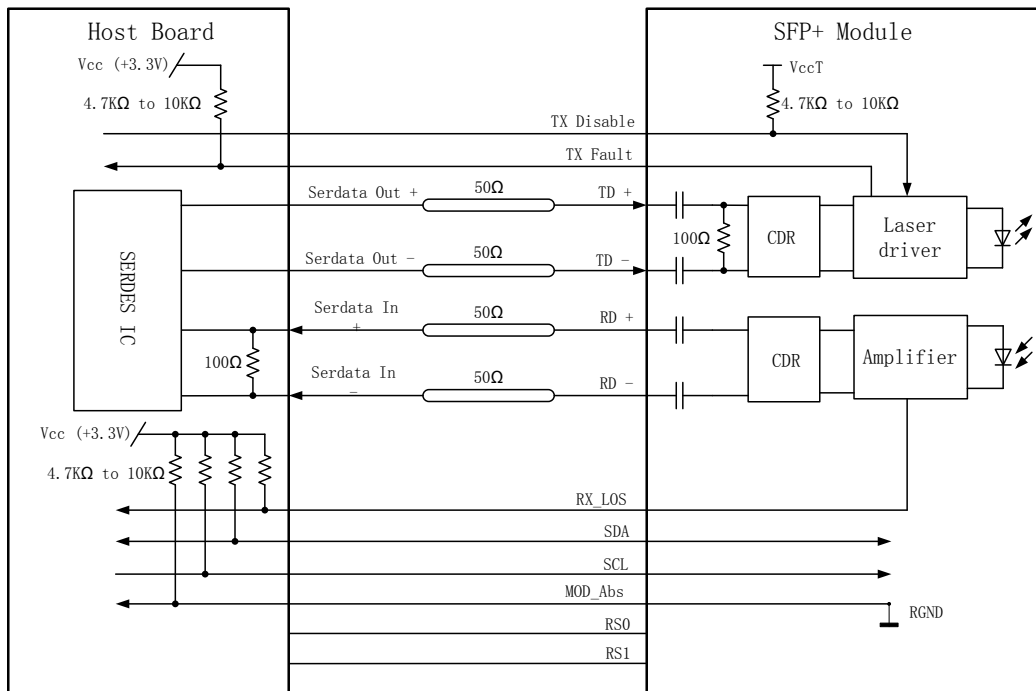 Host Board
SFP+ Module
Vcc (+3.3V)
VccT
4.7KΩ to 10KΩ
4.7KΩ to 10KΩ
TX Disable
TX Fault
Serdata Out +
50Ω
TD +
100Ω
CDR
Laser
driver
Serdata Out -
50Ω
TD -
SERDES IC
Serdata In
+
50Ω
RD +
100Ω
CDR
Amplifier
Serdata In
-
50Ω
RD -
Vcc (+3.3V)
4.7KΩ to 10KΩ
RX_LOS
SDA
SCL
MOD_Abs
RGND
RS0
RS1